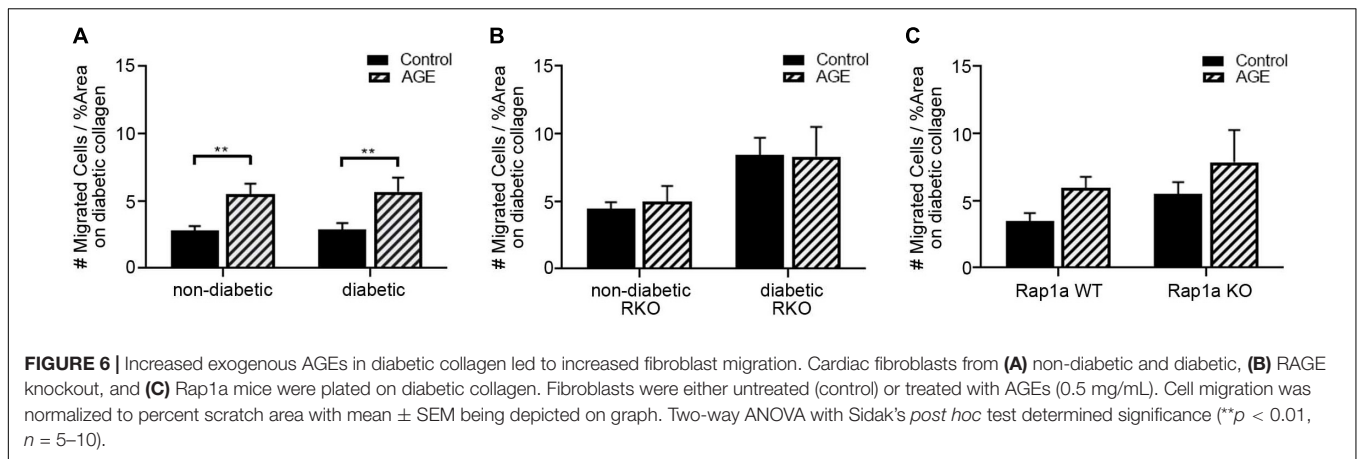 A
# Migrated Cells / %Area
on diabetic collagen
15
10
5
0
Control
AGE
**
**
non-diabetic
diabetic
B
# Migrated Cells / %Area
on diabetic collagen
15
10
5
0
Control
AGE
non-diabetic
RKO
diabetic
RKO
C
# Migrated Cells / %Area
on diabetic collagen
15
10
5
0
Control
AGE
Rap1a WT
Rap1a KO
FIGURE 6 | Increased exogenous AGEs in diabetic collagen led to increased fibroblast migration. Cardiac fibroblasts from (A) non-diabetic and diabetic, (B) RAGE
knockout, and (C) Rap1a mice were plated on diabetic collagen. Fibroblasts were either untreated (control) or treated with AGEs (0.5 mg/mL). Cell migration was
normalized to percent scratch area with mean ± SEM being depicted on graph. Two-way ANOVA with Sidak's post hoc test determined significance (**p < 0.01,
n = 5–10).